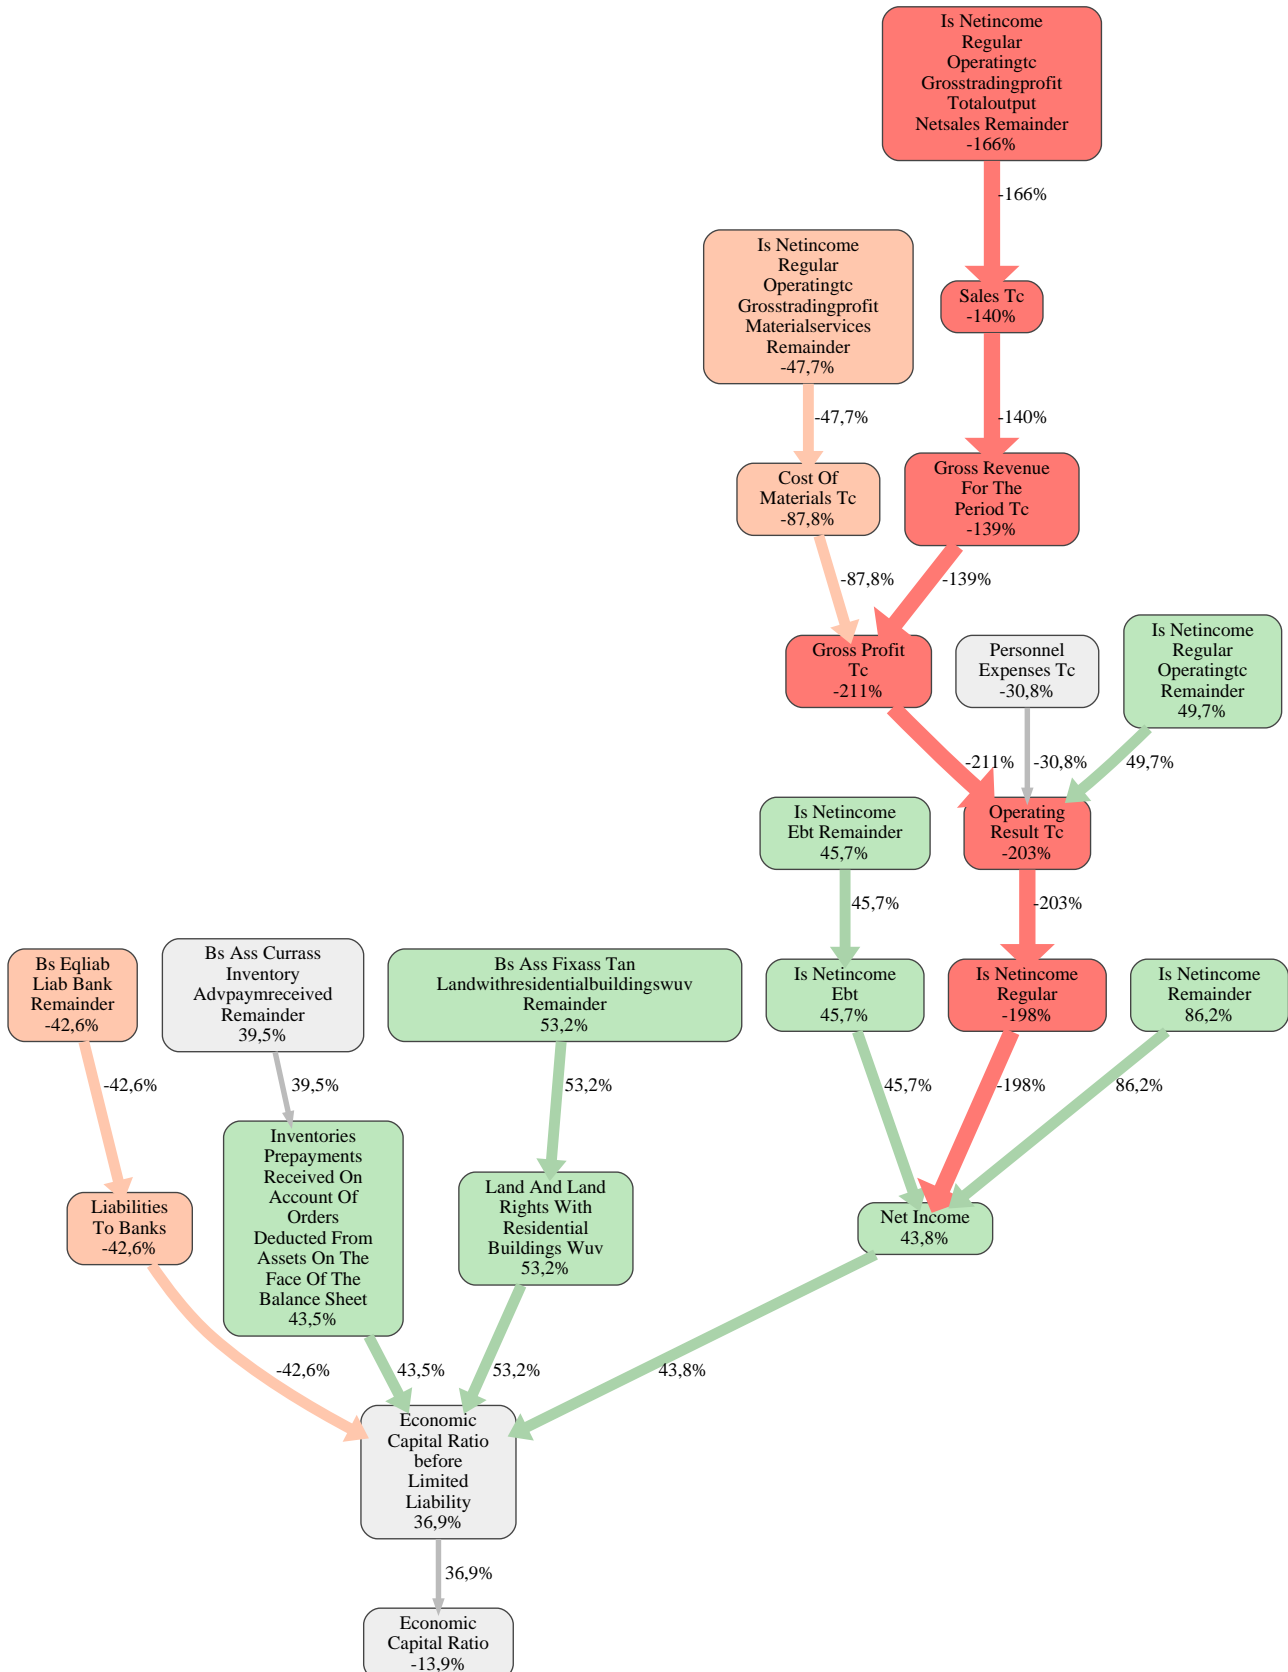 Is Netincome
Regular
Operatingtc
Grosstradingprofit
Totaloutput
Netsales Remainder
-166%
-166%
Is Netincome
Regular
Operatingtc
Grosstradingprofit
Materialservices
Remainder
-47,7%
Sales Tc
-140%
-47,7%
-140%
Cost Of
Materials Tc
-87,8%
Gross Revenue
For The
Period Tc
-139%
-87,8%
-139%
Gross Profit
Tc
-211%
Personnel
Expenses Tc
-30,8%
Is Netincome
Regular
Operatingtc
Remainder
49,7%
-211%
-30,8%
49,7%
Is Netincome
Ebt Remainder
45,7%
Operating
Result Tc
-203%
45,7%
-203%
Bs Eqliab
Liab Bank
Remainder
-42,6%
Bs Ass Currass
Inventory
Advpaymreceived
Remainder
39,5%
Bs Ass Fixass Tan
Landwithresidentialbuildingswuv
Remainder
53,2%
Is Netincome
Ebt
45,7%
Is Netincome
Regular
-198%
Is Netincome
Remainder
86,2%
-42,6%
39,5%
53,2%
45,7%
-198%
86,2%
Liabilities
To Banks
-42,6%
Inventories
Prepayments
Received On
Account Of
Orders
Deducted From
Assets On The
Face Of The
Balance Sheet
43,5%
Land And Land
Rights With
Residential
Buildings Wuv
53,2%
Net Income
43,8%
-42,6%
43,5%
53,2%
43,8%
Economic
Capital Ratio
before
Limited
Liability
36,9%
36,9%
Economic
Capital Ratio
-13,9%